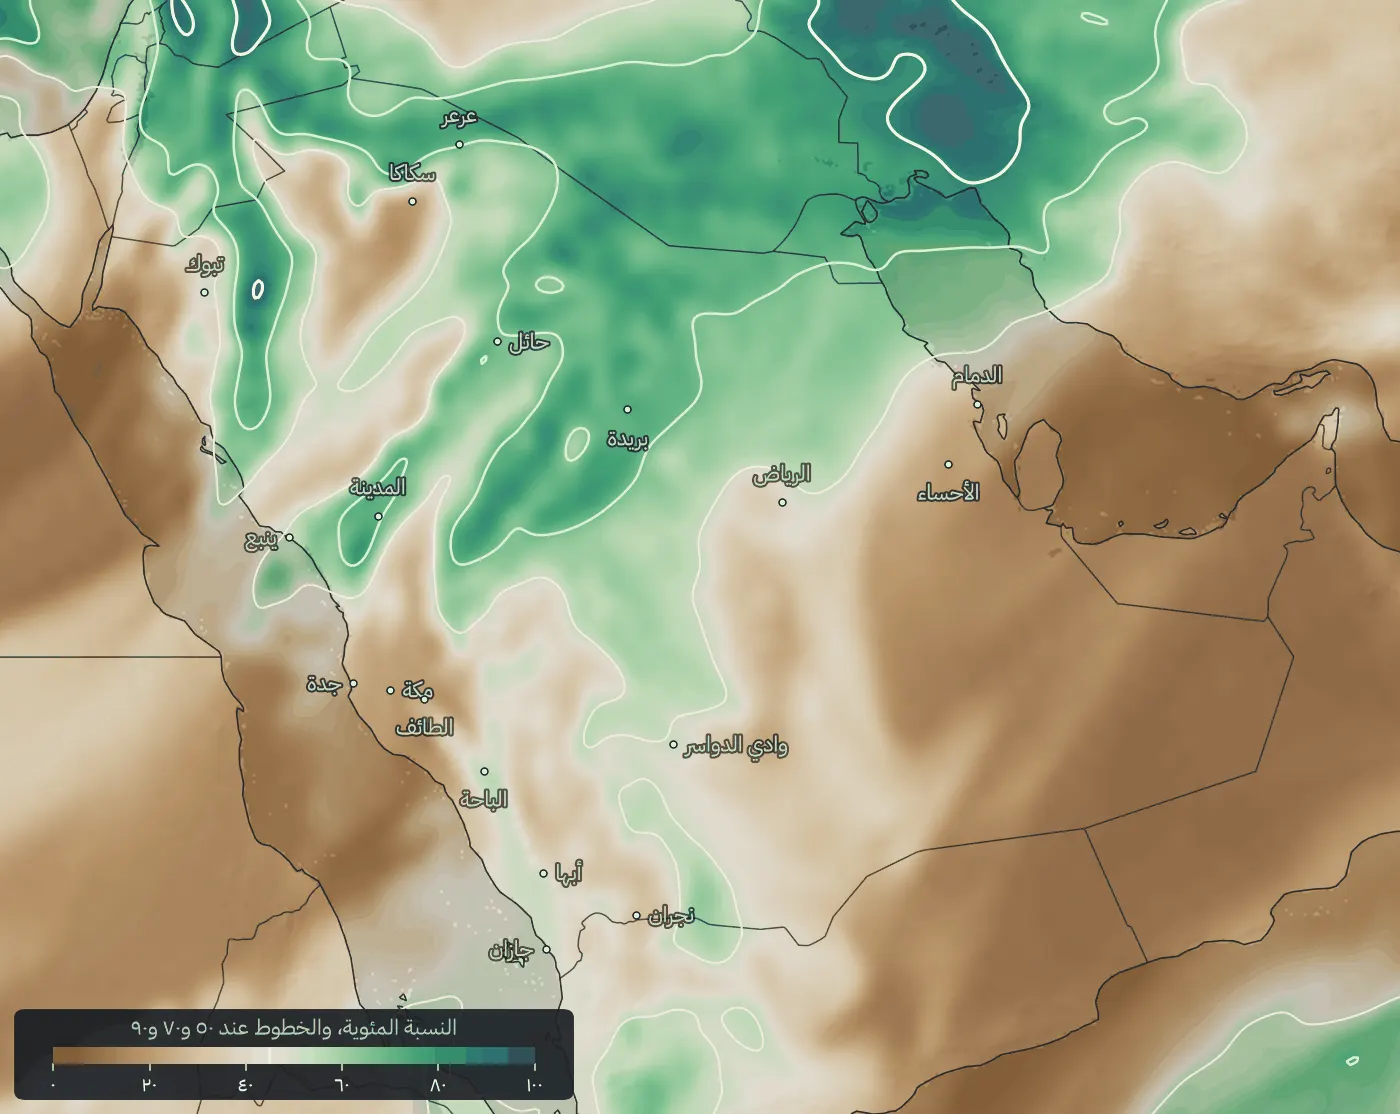 عرعر
سكاكا
تبوك
حائل
الدمام
بريدة
الرياض
المدينة
الأحساء
ينبع
جدة
مكة
الطائف
وادي الدواسر
الباحة
أبها
نجران
جازان
النسبة المئوية، والخطوط عند ٥٠ و٧٠ و٩٠
٠ ٢٠ ٤٠ ٦٠ ٨٠ ١٠٠